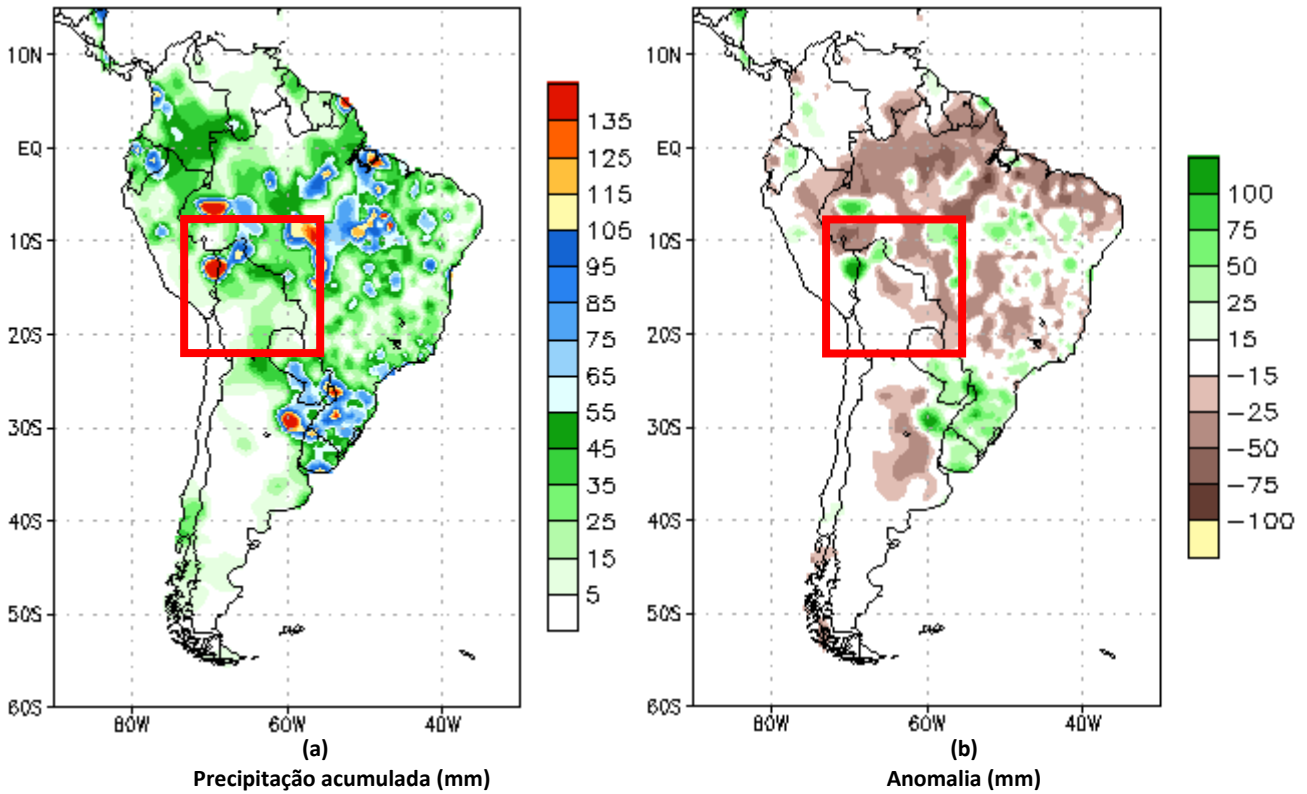 10N
EQ
10S
20S
30S
40S
50S
60S
80W
60W
40W
135
125
115
105
95
85
75
65
55
45
35
25
15
5
(a)
Precipitação acumulada (mm)
10N
EQ
10S
20S
30S
40S
50S
60S
80W
60W
40W
100
75
50
25
15
-15
-25
-50
-75
-100
(b)
Anomalia (mm)